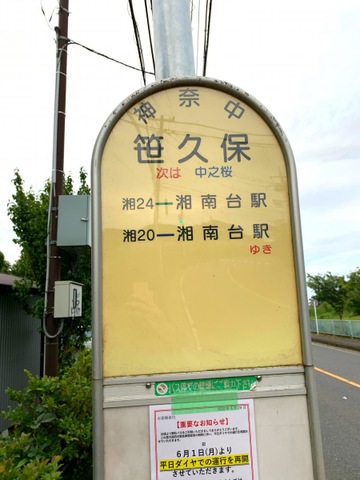 神奈中
笹久保
次は 中之桜
湘24―湘南台駅
湘20―湘南台駅
ゆき
【重要なお知らせ】
6月1日(月)より
平日ダイヤでの運行を再開
させていただきます。